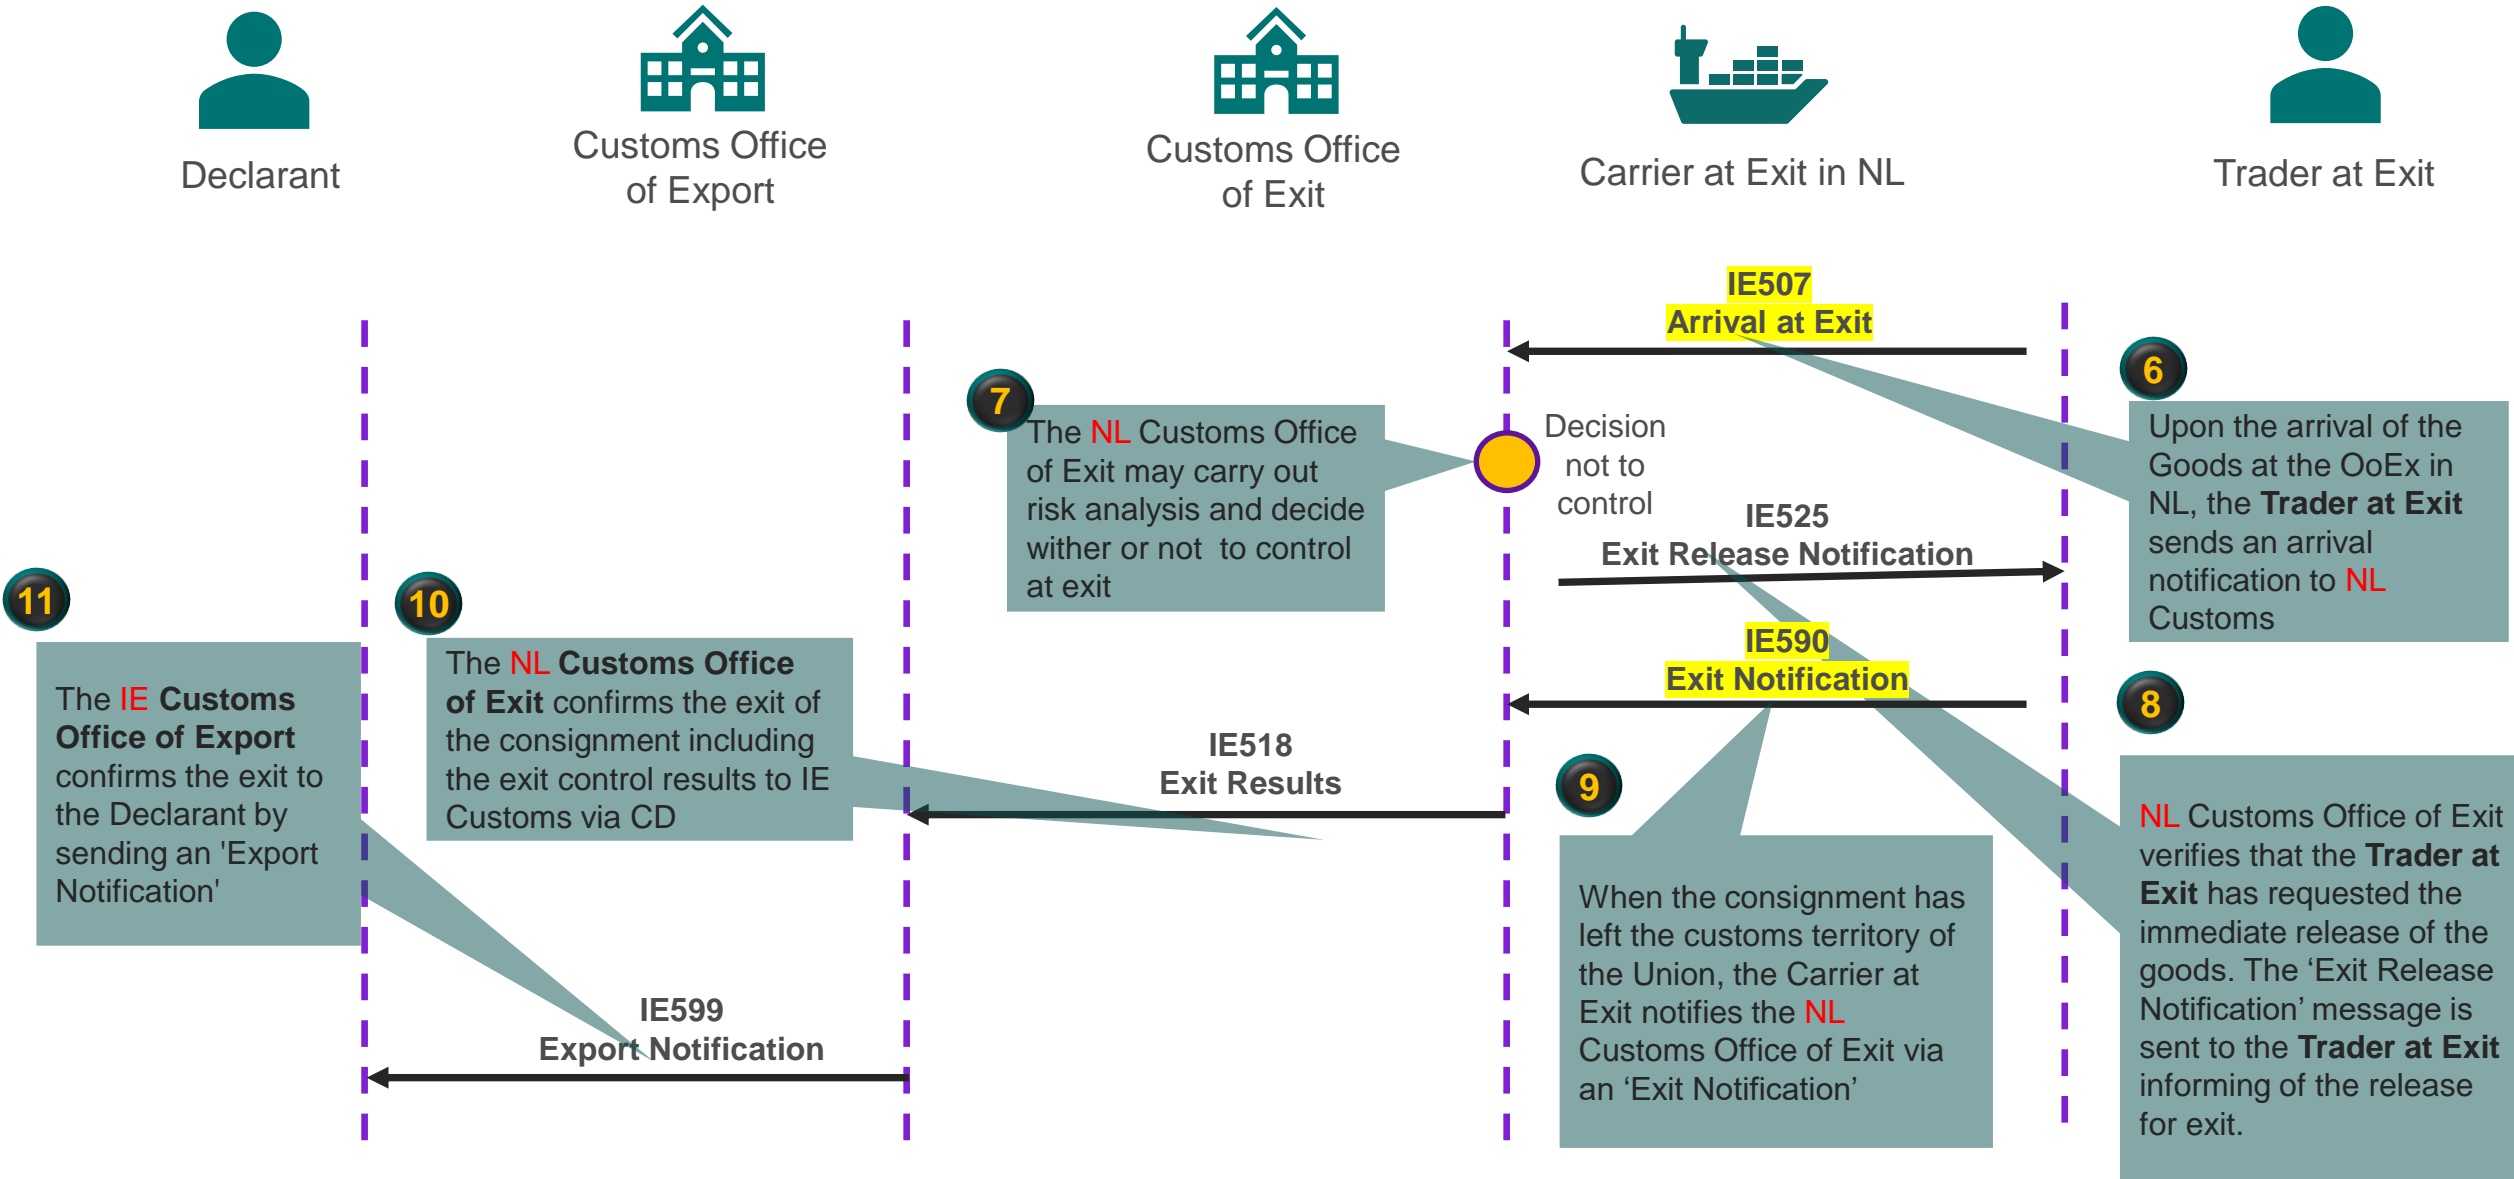 Declarant
Customs Office
of Export
Customs Office
of Exit
Carrier at Exit in NL
Trader at Exit
IE507
Arrival at Exit
6
Upon the arrival of the
Goods at the OoEx in
NL, the Trader at Exit
sends an arrival
notification to NL
Customs
7
The NL Customs Office
of Exit may carry out
risk analysis and decide
wither or not to control
at exit
Decision
not to
control
IE525
Exit Release Notification
8
NL Customs Office of Exit
verifies that the Trader at
Exit has requested the
immediate release of the
goods. The ‘Exit Release
Notification’ message is
sent to the Trader at Exit
informing of the release
for exit.
IE590
Exit Notification
9
When the consignment has
left the customs territory of
the Union, the Carrier at
Exit notifies the NL
Customs Office of Exit via
an ‘Exit Notification’
10
The NL Customs Office
of Exit confirms the exit of
the consignment including
the exit control results to IE
Customs via CD
IE518
Exit Results
11
The IE Customs
Office of Export
confirms the exit to
the Declarant by
sending an 'Export
Notification'
IE599
Export Notification